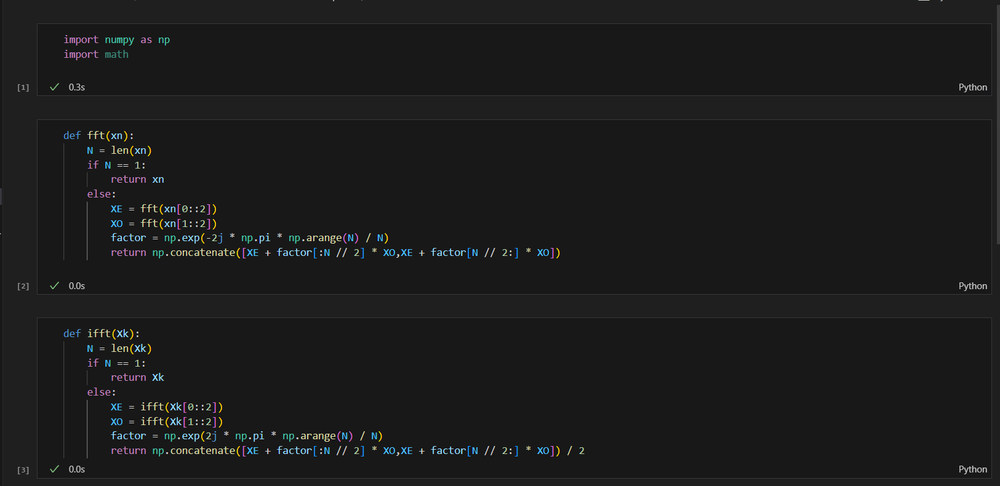 import numpy as np
import math
[1]
0.3s
Python
def fft(xn):
N = len(xn)
if N == 1:
return xn
else:
XE = fft(xn[0::2])
XO = fft(xn[1::2])
factor = np.exp(-2j * np.pi * np.arange(N) / N)
return np.concatenate([XE + factor[:N // 2] * XO,XE + factor[N // 2:] * XO])
[2]
0.0s
Python
def ifft(Xk):
N = len(Xk)
if N == 1:
return Xk
else:
XE = ifft(Xk[0::2])
XO = ifft(Xk[1::2])
factor = np.exp(2j * np.pi * np.arange(N) / N)
return np.concatenate([XE + factor[:N // 2] * XO,XE + factor[N // 2:] * XO]) / 2
[3]
0.0s
Python